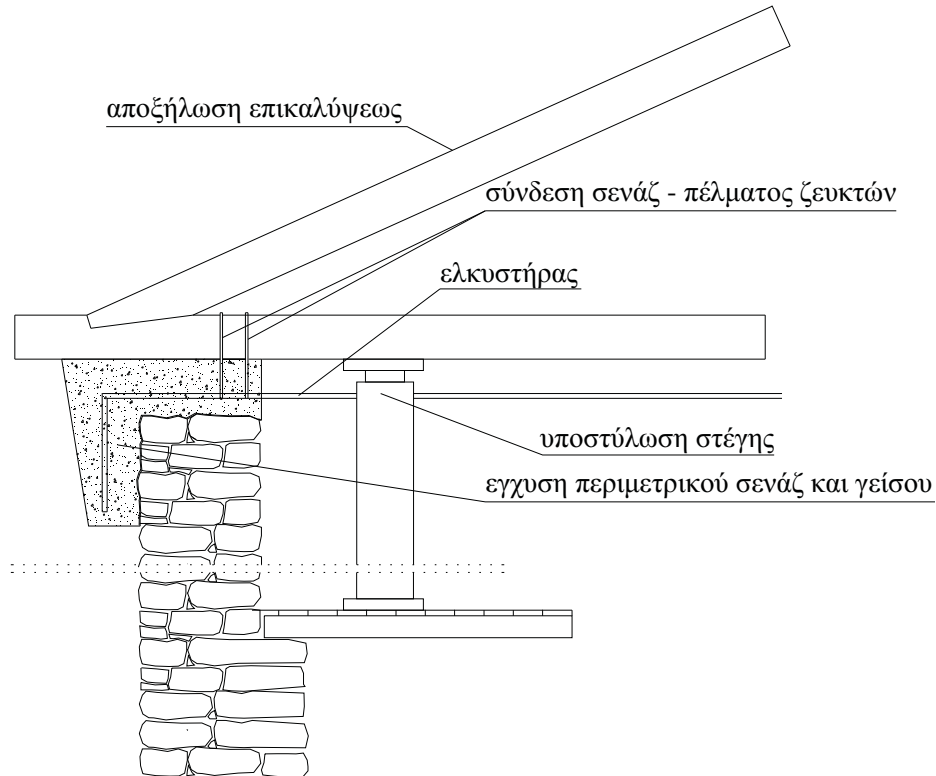 αποξήλωση επικαλύψεως
σύνδεση σενάζ - πέλματος ζευκτών
ελκυστήρας
υποστύλωση στέγης
εγχυση περιμετρικού σενάζ και γείσου